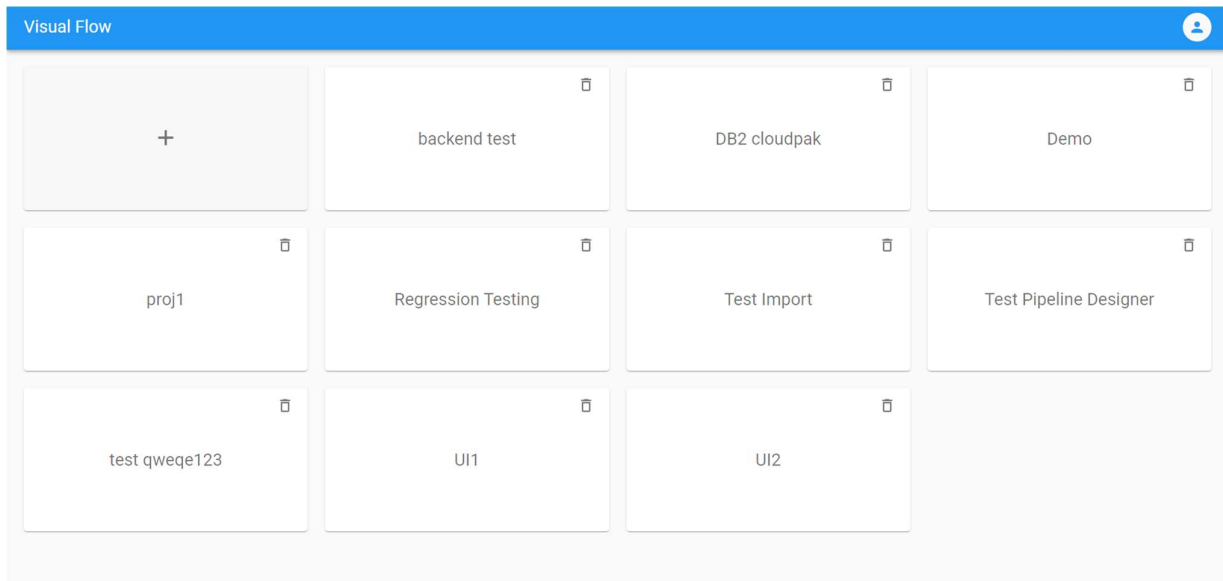 Visual Flow
backend test
DB2 cloudpak
Demo
proj1
Regression Testing
Test Import
Test Pipeline Designer
test qweqe123
UI1
UI2